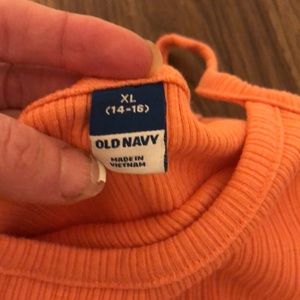 XL
(14-16)
OLD NAVY
MADE IN
VIETNAM